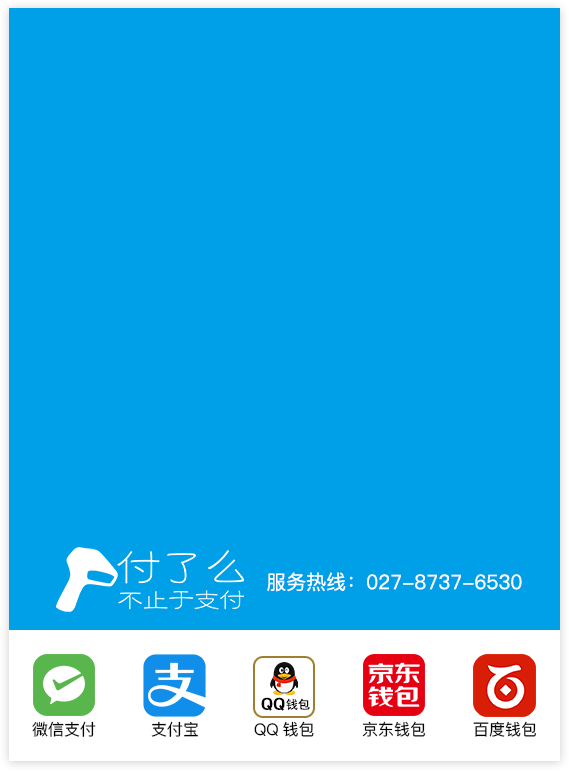 付了么
不止于支付
服务热线：027-8737-6530
支
QQ钱包
京东
钱包
微信支付
支付宝
QQ 钱包
京东钱包
百度钱包